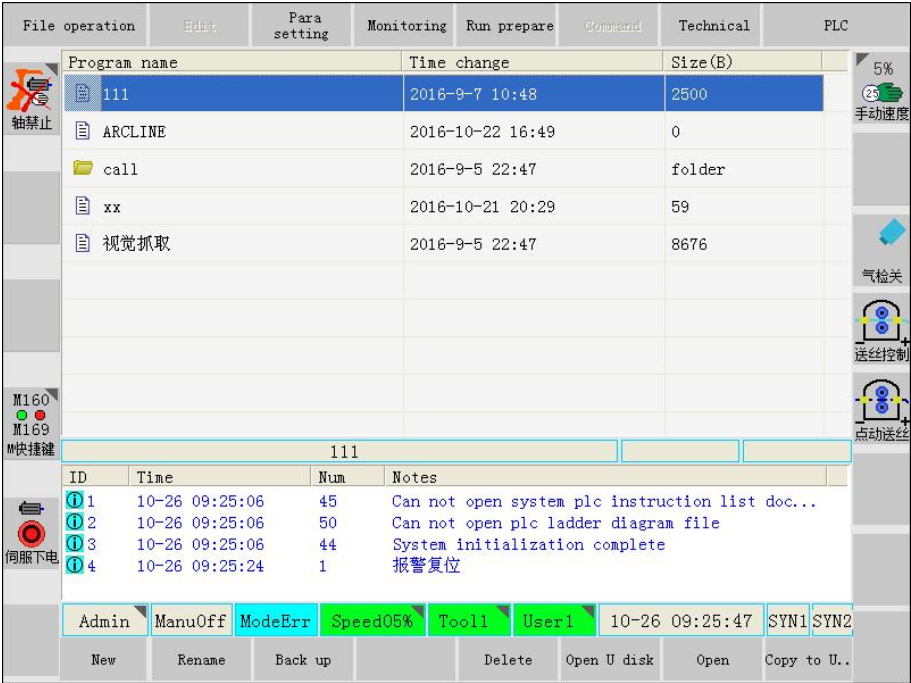 File operation Edit Para setting Monitoring Run prepare Command Technical PLC
Program name Time change Size(B)
111 2016-9-7 10:48 2500
ARCLINE 2016-10-22 16:49 0
call 2016-9-5 22:47 folder
xx 2016-10-21 20:29 59
视觉抓取 2016-9-5 22:47 8676
轴禁止
M160
M169
M快捷键
伺服下电
5%
25
手动速度
气检关
- +
送丝控制
- +
点动送丝
111
ID Time Num Notes
1 10-26 09:25:06 45 Can not open system plc instruction list doc...
2 10-26 09:25:06 50 Can not open plc ladder diagram file
3 10-26 09:25:06 44 System initialization complete
4 10-26 09:25:24 1 报警复位
Admin ManuOff ModeErr Speed05% Tool1 User1 10-26 09:25:47 SYN1 SYN2
New Rename Back up Delete Open U disk Open Copy to U..